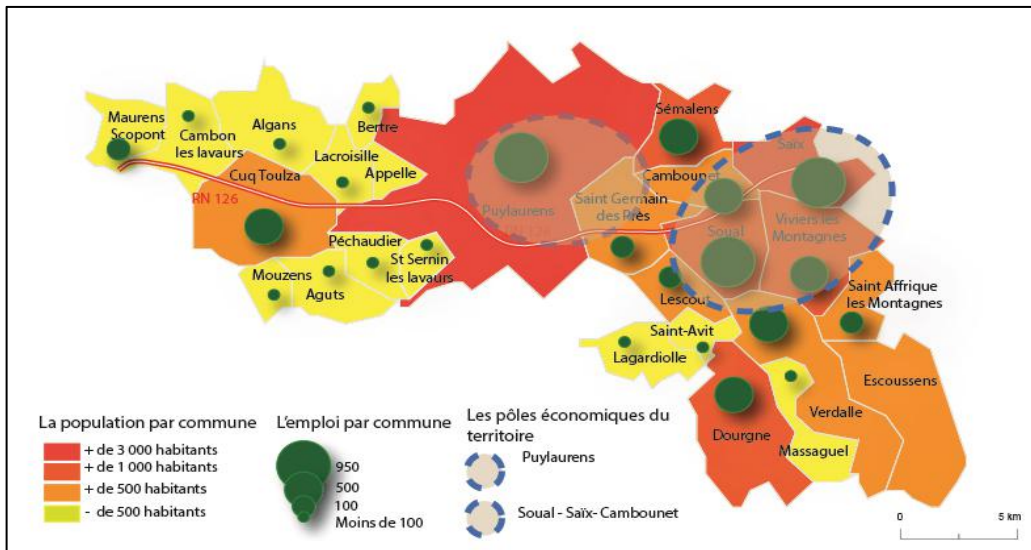 Maurens
Scopont
Cambon
les lavaurs
Algans
Bertre
Lacroisille
Appelle
Cuq Toulza
RN 126
Péchaudier
St Sernin
les lavaurs
Mouzens
Aguts
Puylaurens
Saint Germain
des Près
Sémalens
Cambounet
Saïx
Soual
Viviers les
Montagnes
Lescout
Saint Affrique
les Montagnes
Saint-Avit
Lagardiolle
Dourgne
Massaguel
Verdalle
Escoussens
La population par commune
+ de 3 000 habitants
+ de 1 000 habitants
+ de 500 habitants
- de 500 habitants
L'emploi par commune
950
500
100
Moins de 100
Les pôles économiques du
territoire
Puylaurens
Soual - Saïx- Cambounet
0
5 km